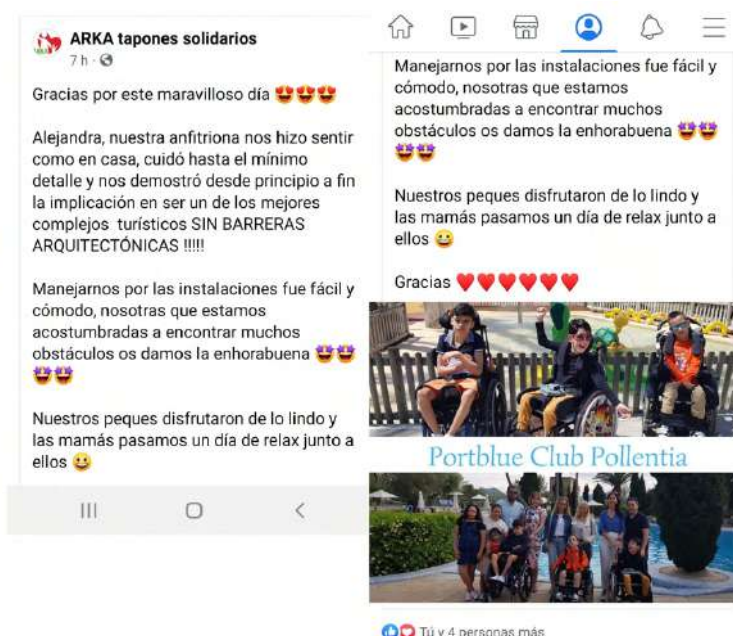 ARKA tapones solidarios
7 h ·
Gracias por este maravilloso día 😍😍😍
Alejandra, nuestra anfitriona nos hizo sentir
como en casa, cuidó hasta el mínimo
detalle y nos demostró desde principio a fin
la implicación en ser un de los mejores
complejos turísticos SIN BARRERAS
ARQUITECTÓNICAS !!!!!
Manejarnos por las instalaciones fue fácil y
cómodo, nosotras que estamos
acostumbradas a encontrar muchos
obstáculos os damos la enhorabuena 🤩🤩
🤩🤩
Nuestros peques disfrutaron de lo lindo y
las mamás pasamos un día de relax junto a
ellos 😀
Manejarnos por las instalaciones fue fácil y
cómodo, nosotras que estamos
acostumbradas a encontrar muchos
obstáculos os damos la enhorabuena 🤩🤩
🤩🤩
Nuestros peques disfrutaron de lo lindo y
las mamás pasamos un día de relax junto a
ellos 😀
Gracias ❤️❤️❤️❤️❤️❤️
Portblue Club Pollentia
Tú y 4 personas más